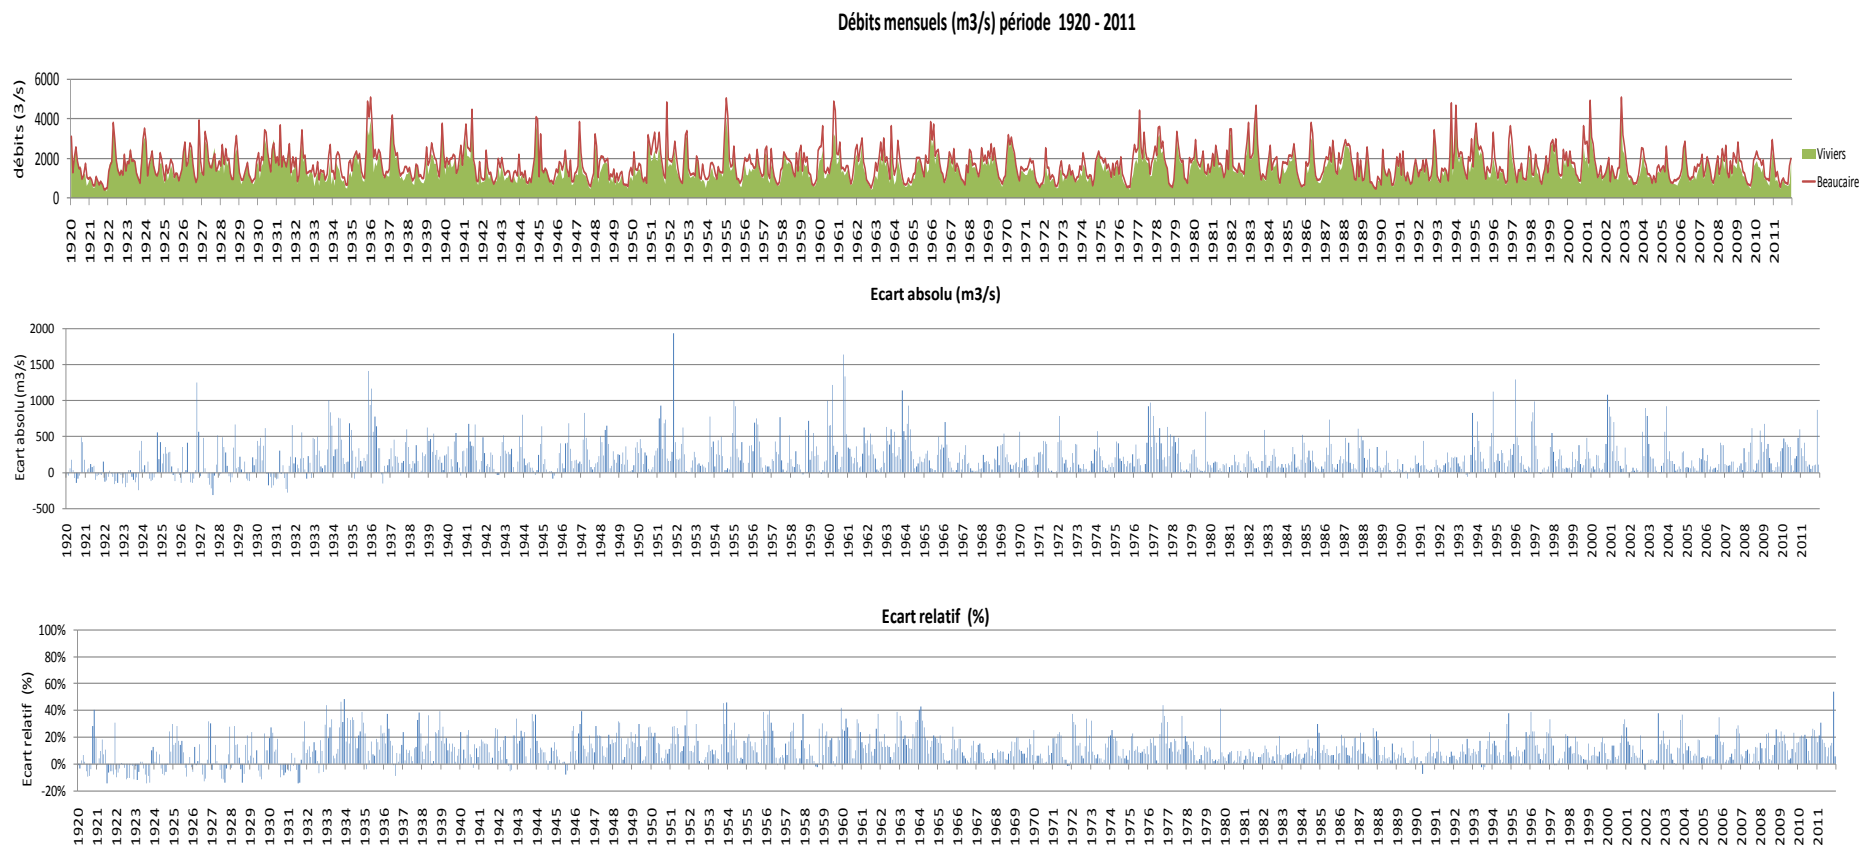 Débits mensuels (m3/s) période 1920 - 2011
débits (3/s)
6000
4000
2000
0
1920 1921 1922 1923 1924 1925 1926 1927 1928 1929 1930 1931 1932 1933 1934 1935 1936 1937 1938 1939 1940 1941 1942 1943 1944 1945 1946 1947 1948 1949 1950 1951 1952 1953 1954 1955 1956 1957 1958 1959 1960 1961 1962 1963 1964 1965 1966 1967 1968 1969 1970 1971 1972 1973 1974 1975 1976 1977 1978 1979 1980 1981 1982 1983 1984 1985 1986 1987 1988 1989 1990 1991 1992 1993 1994 1995 1996 1997 1998 1999 2000 2001 2002 2003 2004 2005 2006 2007 2008 2009 2010 2011
Viviers
Beaucaire
Ecart absolu (m3/s)
Ecart absolu (m3/s)
2000
1500
1000
500
0
-500
1920 1921 1922 1923 1924 1925 1926 1927 1928 1929 1930 1931 1932 1933 1934 1935 1936 1937 1938 1939 1940 1941 1942 1943 1944 1945 1946 1947 1948 1949 1950 1951 1952 1953 1954 1955 1956 1957 1958 1959 1960 1961 1962 1963 1964 1965 1966 1967 1968 1969 1970 1971 1972 1973 1974 1975 1976 1977 1978 1979 1980 1981 1982 1983 1984 1985 1986 1987 1988 1989 1990 1991 1992 1993 1994 1995 1996 1997 1998 1999 2000 2001 2002 2003 2004 2005 2006 2007 2008 2009 2010 2011
Ecart relatif (%)
Ecart relatif (%)
100%
80%
60%
40%
20%
0%
-20%
1920 1921 1922 1923 1924 1925 1926 1927 1928 1929 1930 1931 1932 1933 1934 1935 1936 1937 1938 1939 1940 1941 1942 1943 1944 1945 1946 1947 1948 1949 1950 1951 1952 1953 1954 1955 1956 1957 1958 1959 1960 1961 1962 1963 1964 1965 1966 1967 1968 1969 1970 1971 1972 1973 1974 1975 1976 1977 1978 1979 1980 1981 1982 1983 1984 1985 1986 1987 1988 1989 1990 1991 1992 1993 1994 1995 1996 1997 1998 1999 2000 2001 2002 2003 2004 2005 2006 2007 2008 2009 2010 2011